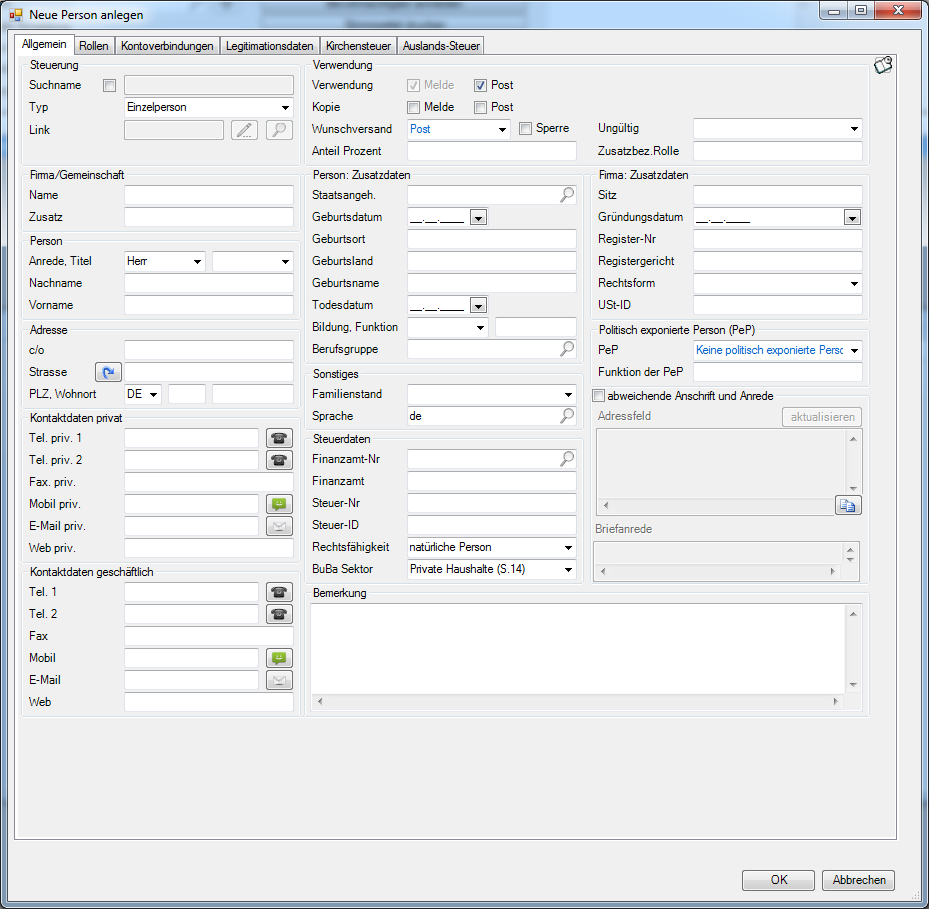 Neue Person anlegen
Allgemein Rollen Kontoverbindungen Legitimationsdaten Kirchensteuer Auslands-Steuer
Steuerung
Suchname
Typ Einzelperson
Link
Verwendung
Verwendung Melde Post
Kopie Melde Post
Wunschversand Post Sperre Ungültig
Anteil Prozent Zusatzbez.Rolle
Firma/Gemeinschaft
Name
Zusatz
Person
Anrede, Titel Herr
Nachname
Vorname
Adresse
c/o
Strasse
PLZ, Wohnort DE
Kontaktdaten privat
Tel. priv. 1
Tel. priv. 2
Fax. priv.
Mobil priv.
E-Mail priv.
Web priv.
Kontaktdaten geschäftlich
Tel. 1
Tel. 2
Fax
Mobil
E-Mail
Web
Person: Zusatzdaten
Staatsangeh.
Geburtsdatum __.__.____
Geburtsort
Geburtsland
Geburtsname
Todesdatum __.__.____
Bildung, Funktion
Berufsgruppe
Sonstiges
Familienstand
Sprache de
Steuerdaten
Finanzamt-Nr
Finanzamt
Steuer-Nr
Steuer-ID
Rechtsfähigkeit natürliche Person
BuBa Sektor Private Haushalte (S.14)
Firma: Zusatzdaten
Sitz
Gründungsdatum __.__.____
Register-Nr
Registergericht
Rechtsform
USt-ID
Politisch exponierte Person (PeP)
PeP Keine politisch exponierte Persc
Funktion der PeP
abweichende Anschrift und Anrede
Adressfeld aktualisieren
Briefanrede
Bemerkung
OK Abbrechen